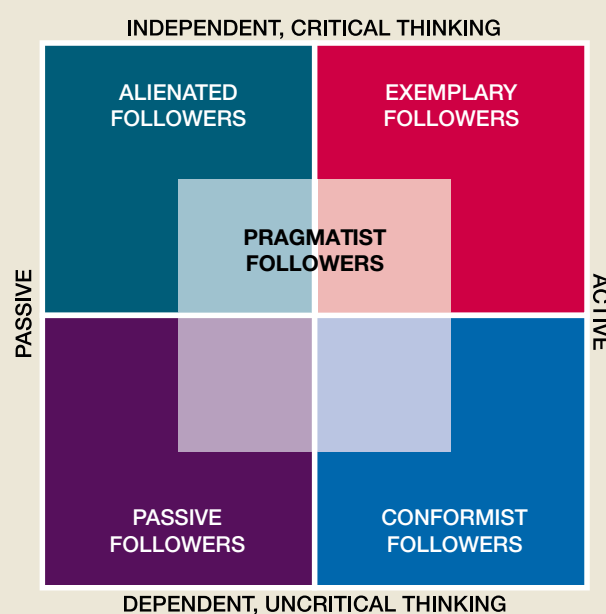 INDEPENDENT, CRITICAL THINKING
ALIENATED
FOLLOWERS
EXEMPLARY
FOLLOWERS
PRAGMATIST
FOLLOWERS
PASSIVE
ACTIVE
PASSIVE
FOLLOWERS
CONFORMIST
FOLLOWERS
DEPENDENT, UNCRITICAL THINKING